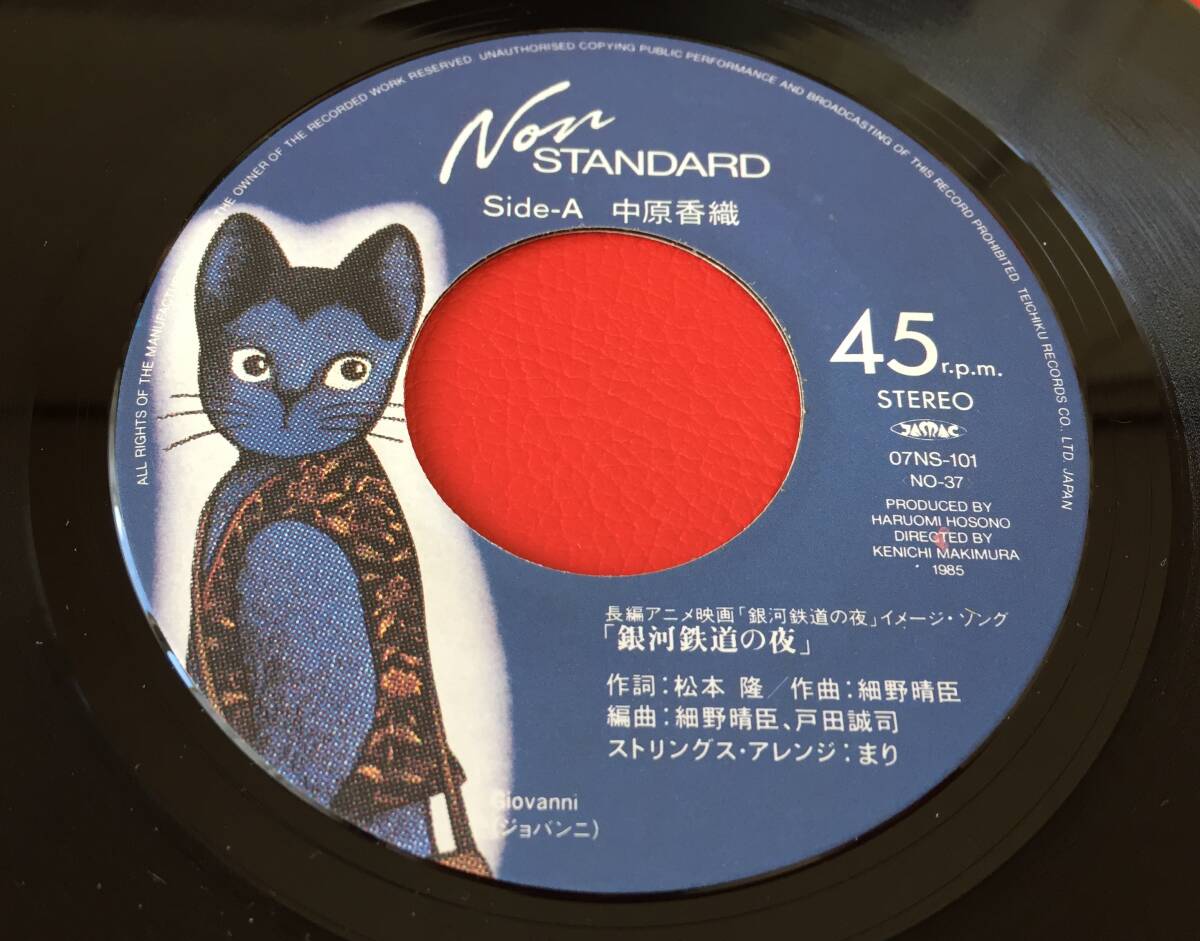 ALL RIGHTS OF THE MANUFACTURER THE OWNER OF THE RECORDED WORK RESERVED UNAUTHORISED COPYING PUBLIC PERFORMANCE AND BROADCASTING OF THIS RECORD PROHIBITED TEICHIKU RECORDS CO., LTD. JAPAN
Non
STANDARD
Side-A 中原香織
45 r.p.m.
STEREO
JASRAC
07NS-101
NO-37
PRODUCED BY
HARUOMI HOSONO
DIRECTED BY
KENICHI MAKIMURA
1985
長編アニメ映画「銀河鉄道の夜」イメージ・ソング
「銀河鉄道の夜」
作詞:松本 隆/作曲:細野晴臣
編曲:細野晴臣、戸田誠司
ストリングス・アレンジ:まり
Giovanni
(ジョバンニ)